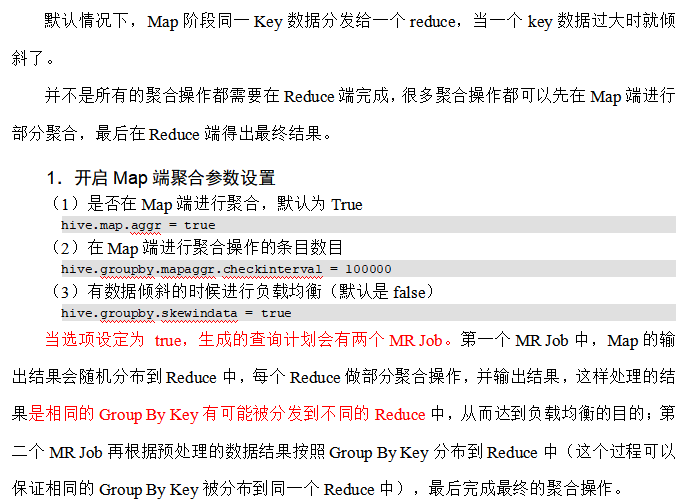 默认情况下，Map 阶段同一 Key 数据分发给一个 reduce，当一个 key 数据过大时就倾
斜了。
并不是所有的聚合操作都需要在 Reduce 端完成，很多聚合操作都可以先在 Map 端进行
部分聚合，最后在 Reduce 端得出最终结果。
1．开启 Map 端聚合参数设置
（1）是否在 Map 端进行聚合，默认为 True
hive.map.aggr = true
（2）在 Map 端进行聚合操作的条目数目
hive.groupby.mapaggr.checkinterval = 100000
（3）有数据倾斜的时候进行负载均衡（默认是 false）
hive.groupby.skewindata = true
当选项设定为 true，生成的查询计划会有两个 MR Job。第一个 MR Job 中，Map 的输
出结果会随机分布到 Reduce 中，每个 Reduce 做部分聚合操作，并输出结果，这样处理的结
果是相同的 Group By Key 有可能被分发到不同的 Reduce 中，从而达到负载均衡的目的；第
二个 MR Job 再根据预处理的数据结果按照 Group By Key 分布到 Reduce 中（这个过程可以
保证相同的 Group By Key 被分布到同一个 Reduce 中），最后完成最终的聚合操作。